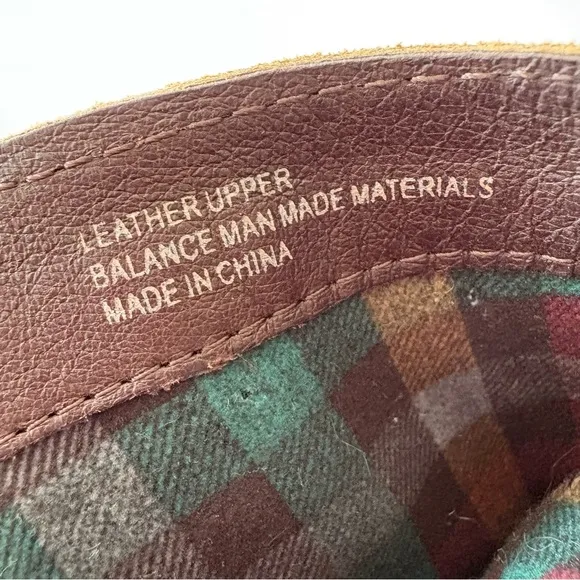 LEATHER UPPER
BALANCE MAN MADE MATERIALS
MADE IN CHINA